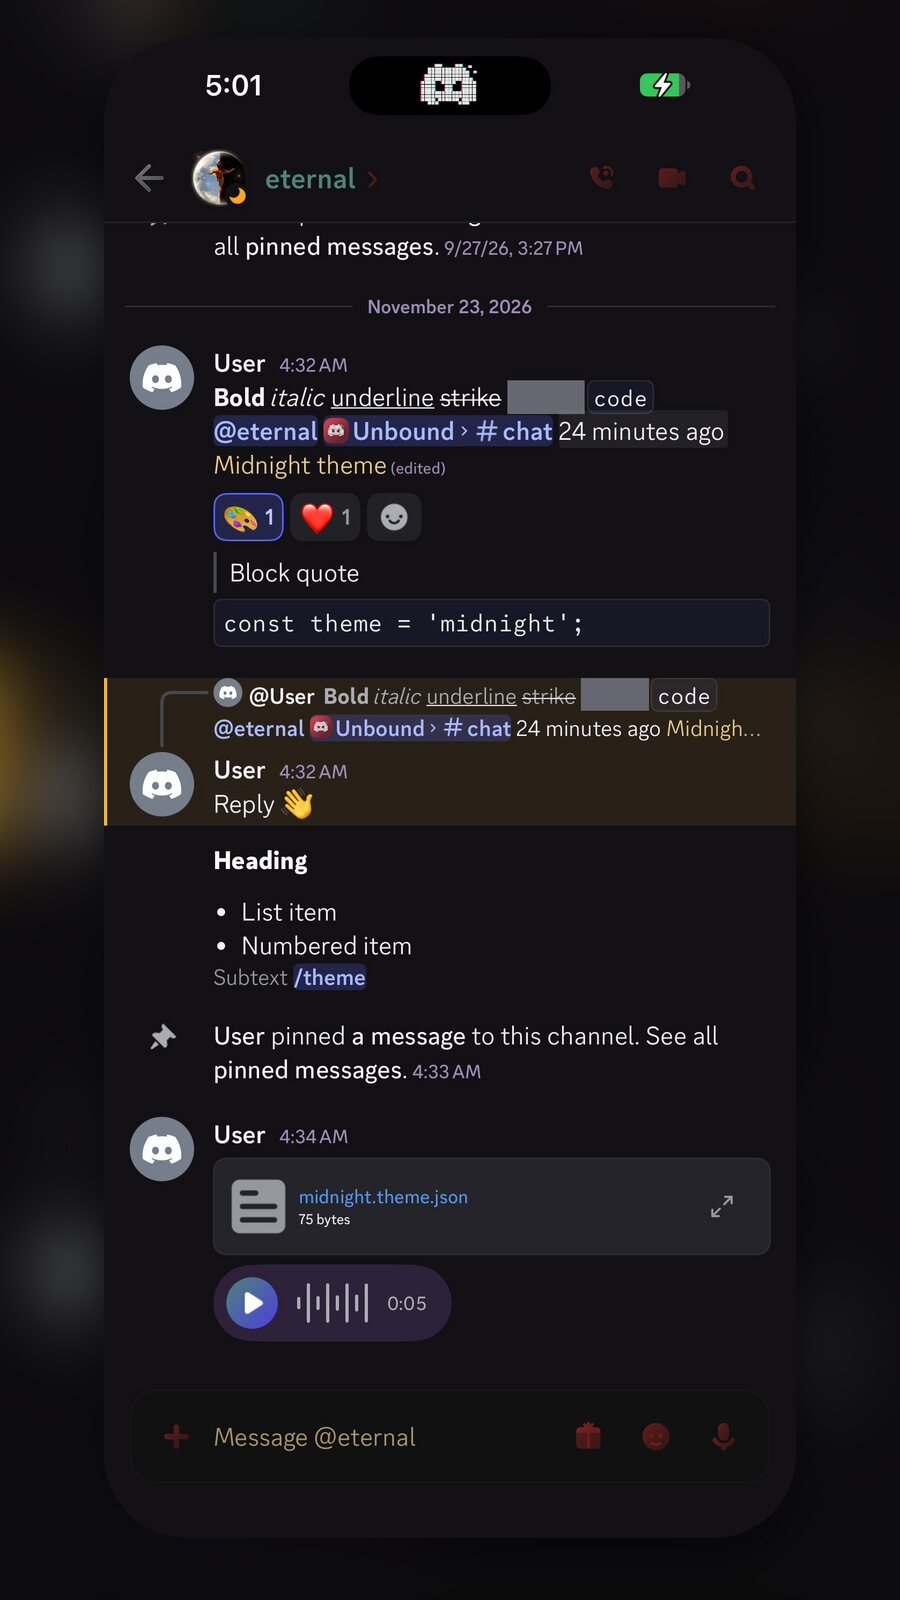 5:01
eternal
all pinned messages. 9/27/26, 3:27 PM
November 23, 2026
User 4:32 AM
Bold italic underline strike code
@eternal Unbound › # chat 24 minutes ago
Midnight theme (edited)
1 1
Block quote
const theme = 'midnight';
@User Bold italic underline strike code
@eternal Unbound › # chat 24 minutes ago Midnigh...
User 4:32 AM
Reply 👋
Heading
• List item
• Numbered item
Subtext /theme
User pinned a message to this channel. See all
pinned messages. 4:33 AM
User 4:34 AM
midnight.theme.json
75 bytes
0:05
Message @eternal